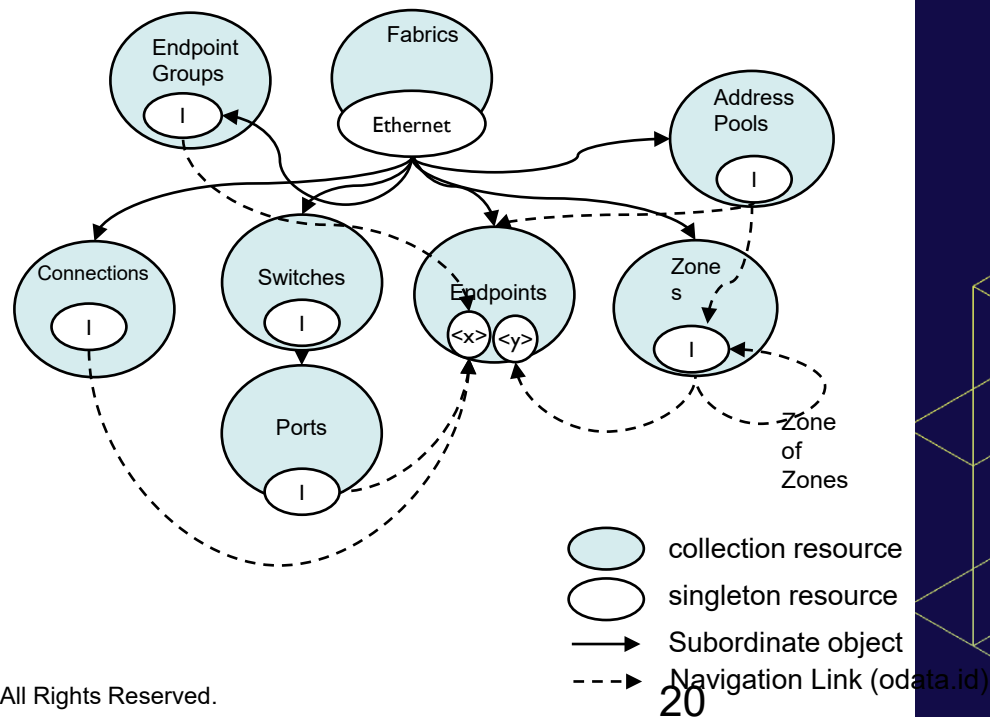 Fabrics
Endpoint
Groups
I
Ethernet
Address
Pools
I
Connections
I
Switches
I
Endpoints
<x>
<y>
Zone
s
I
Ports
I
Zone
of
Zones
collection resource
singleton resource
Subordinate object
Navigation Link (odata.id)
All Rights Reserved.
20